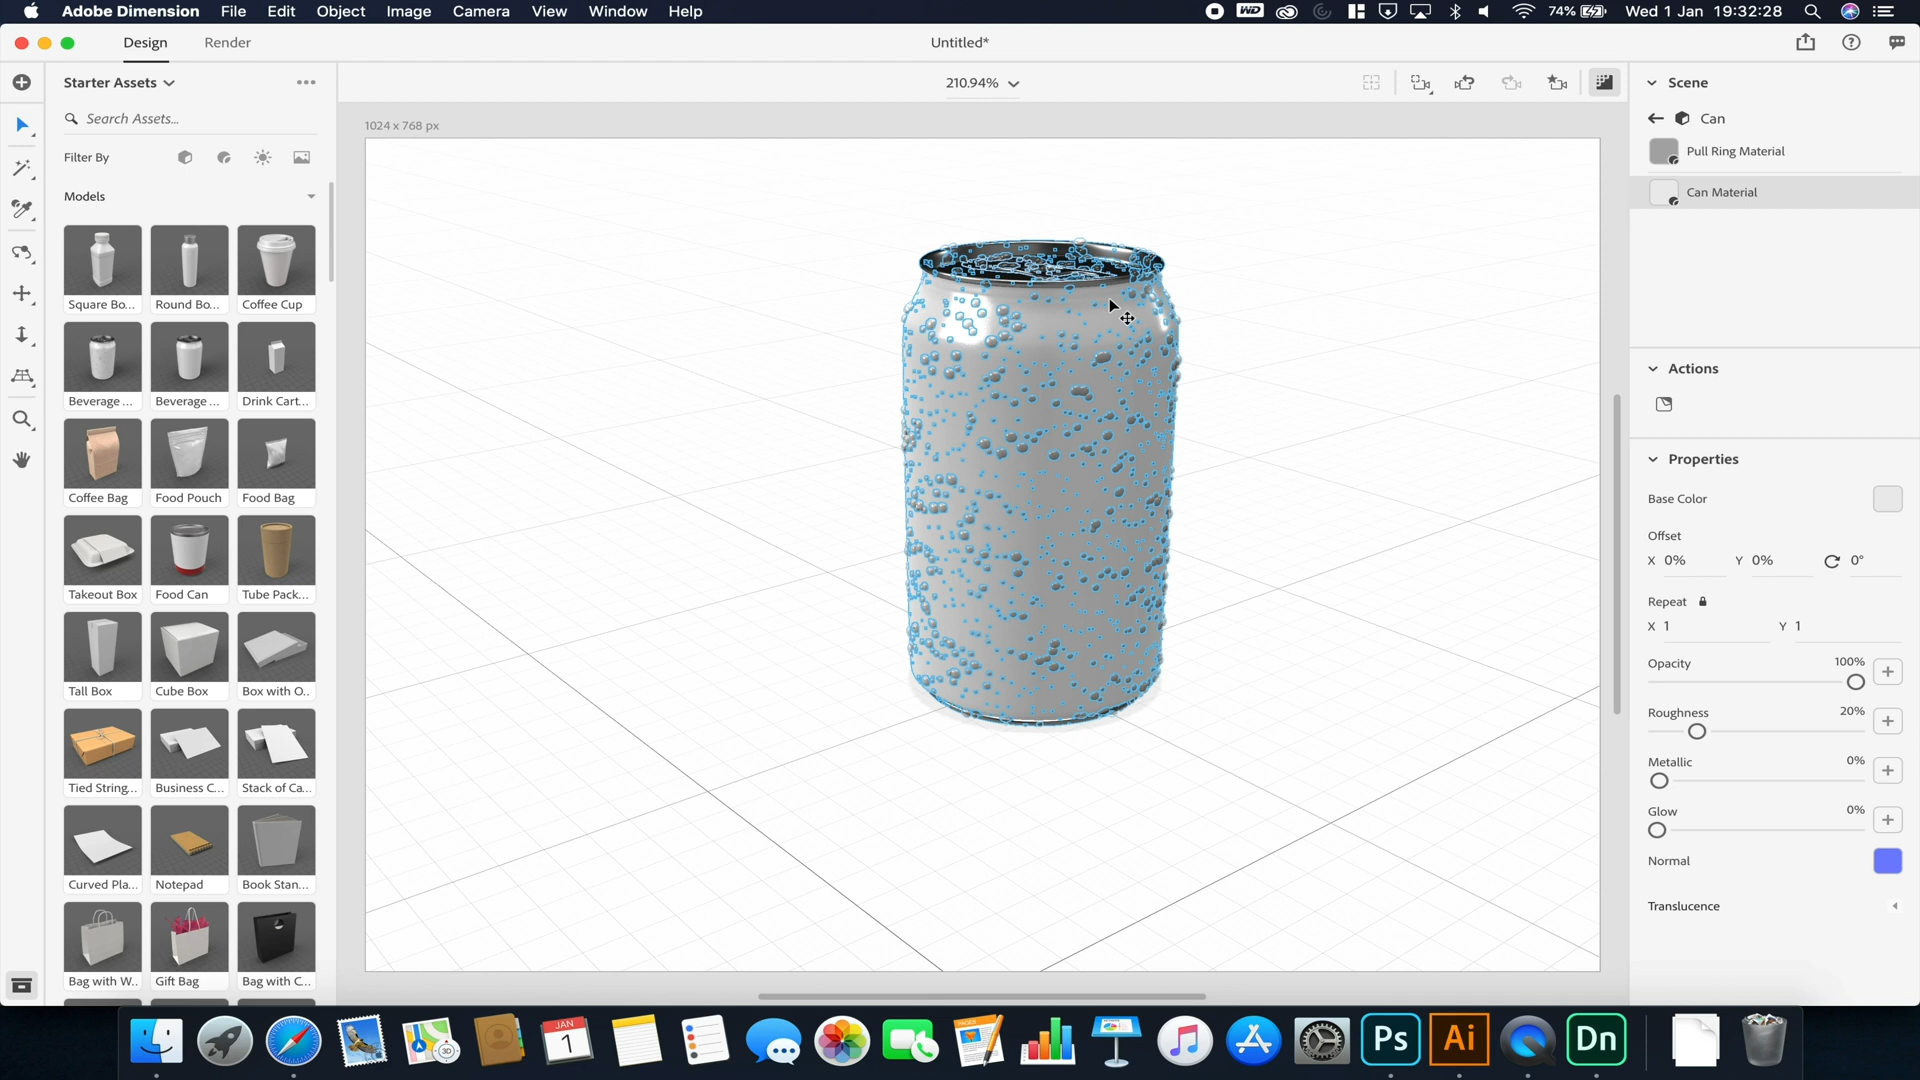 Adobe Dimension File Edit Object Image Camera View Window Help
WD 74% Wed 1 Jan 19:32:28
Design Render Untitled*
Starter Assets
210.94%
Search Assets...
1024 x 768 px
Filter By
Models
Square Bo... Round Bo... Coffee Cup
Beverage ... Beverage ... Drink Cart...
Coffee Bag Food Pouch Food Bag
Takeout Box Food Can Tube Pack...
Tall Box Cube Box Box with O..
Tied String... Business C... Stack of Ca...
Curved Pla... Notepad Book Stan...
Bag with W.. Gift Bag Bag with C...
Scene
Can
Pull Ring Material
Can Material
Actions
Properties
Base Color
Offset
X 0% Y 0% 0°
Repeat
X 1 Y 1
Opacity 100%
Roughness 20%
Metallic 0%
Glow 0%
Normal
Translucence
JAN
1
PAGES
Ps Ai Dn